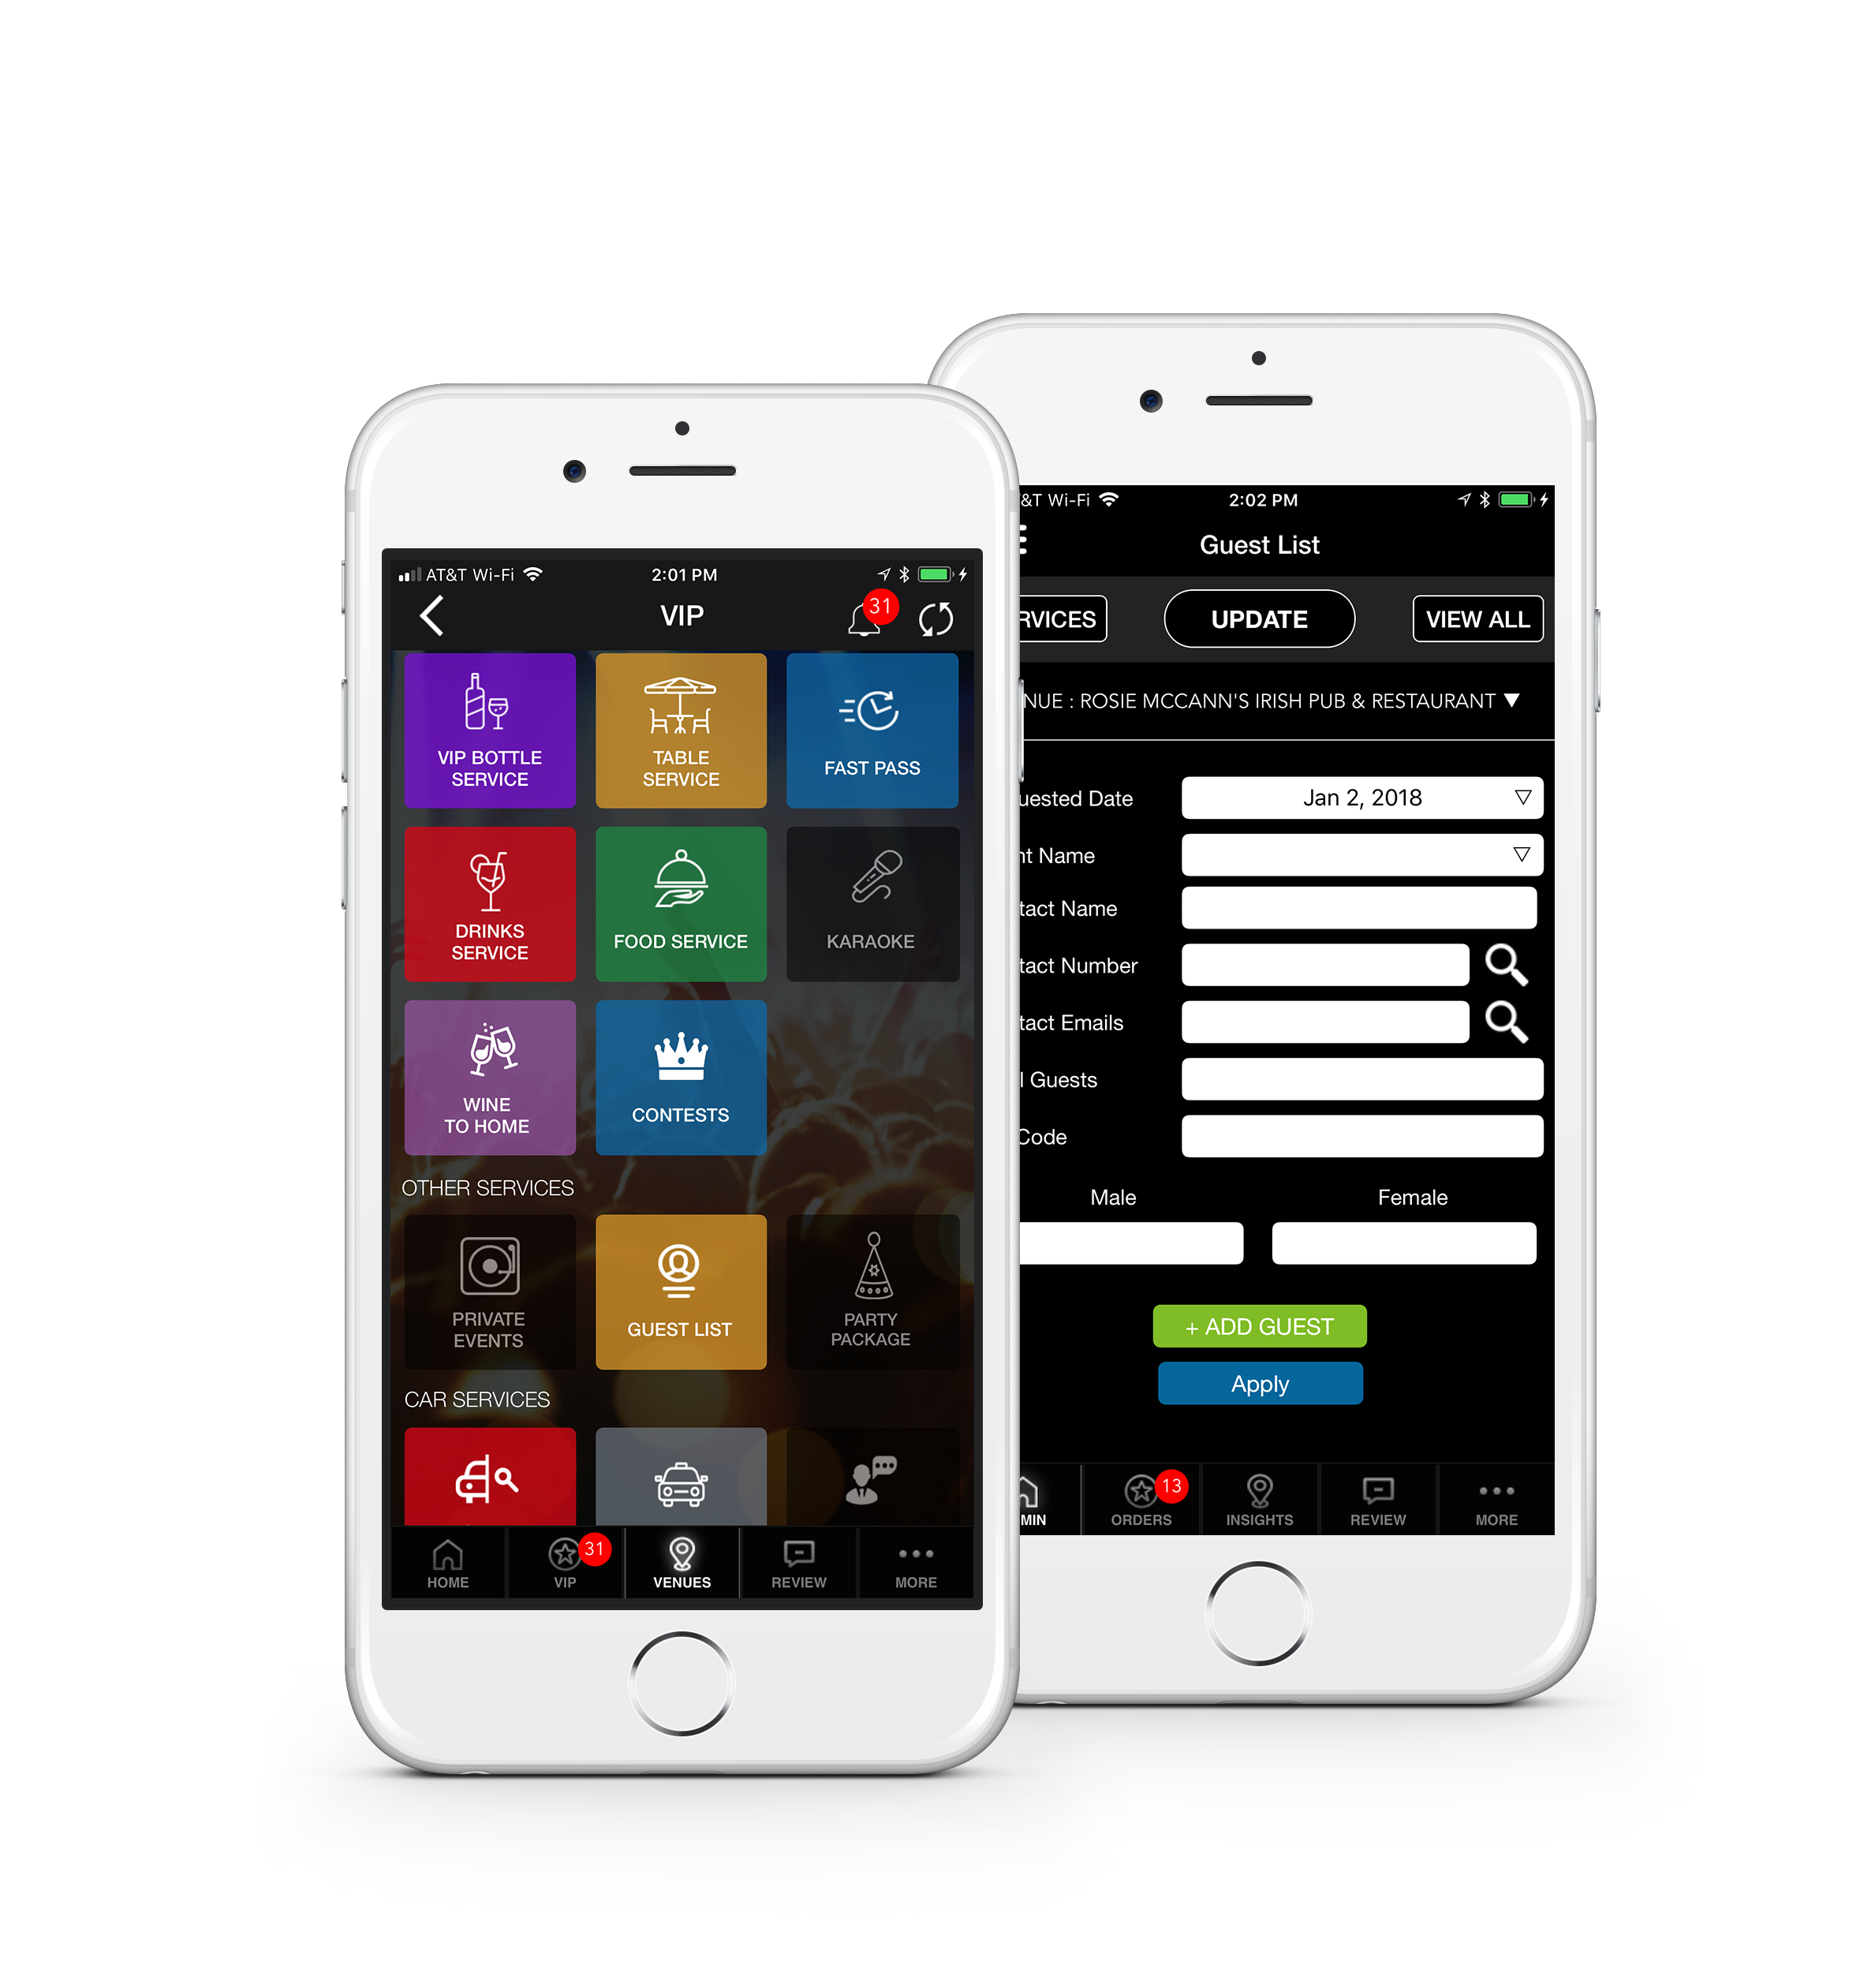 AT&T Wi-Fi 2:01 PM
VIP
31
VIP BOTTLE
SERVICE
TABLE
SERVICE
FAST PASS
DRINKS
SERVICE
FOOD SERVICE
KARAOKE
WINE
TO HOME
CONTESTS
OTHER SERVICES
PRIVATE
EVENTS
GUEST LIST
PARTY
PACKAGE
CAR SERVICES
31
HOME
VIP
VENUES
REVIEW
MORE
&T Wi-Fi 2:02 PM
Guest List
RVICES
UPDATE
VIEW ALL
NUE : ROSIE MCCANN'S IRISH PUB & RESTAURANT ▼
uested Date
Jan 2, 2018
nt Name
tact Name
tact Number
tact Emails
l Guests
Code
Male
Female
+ ADD GUEST
Apply
13
MIN
ORDERS
INSIGHTS
REVIEW
MORE